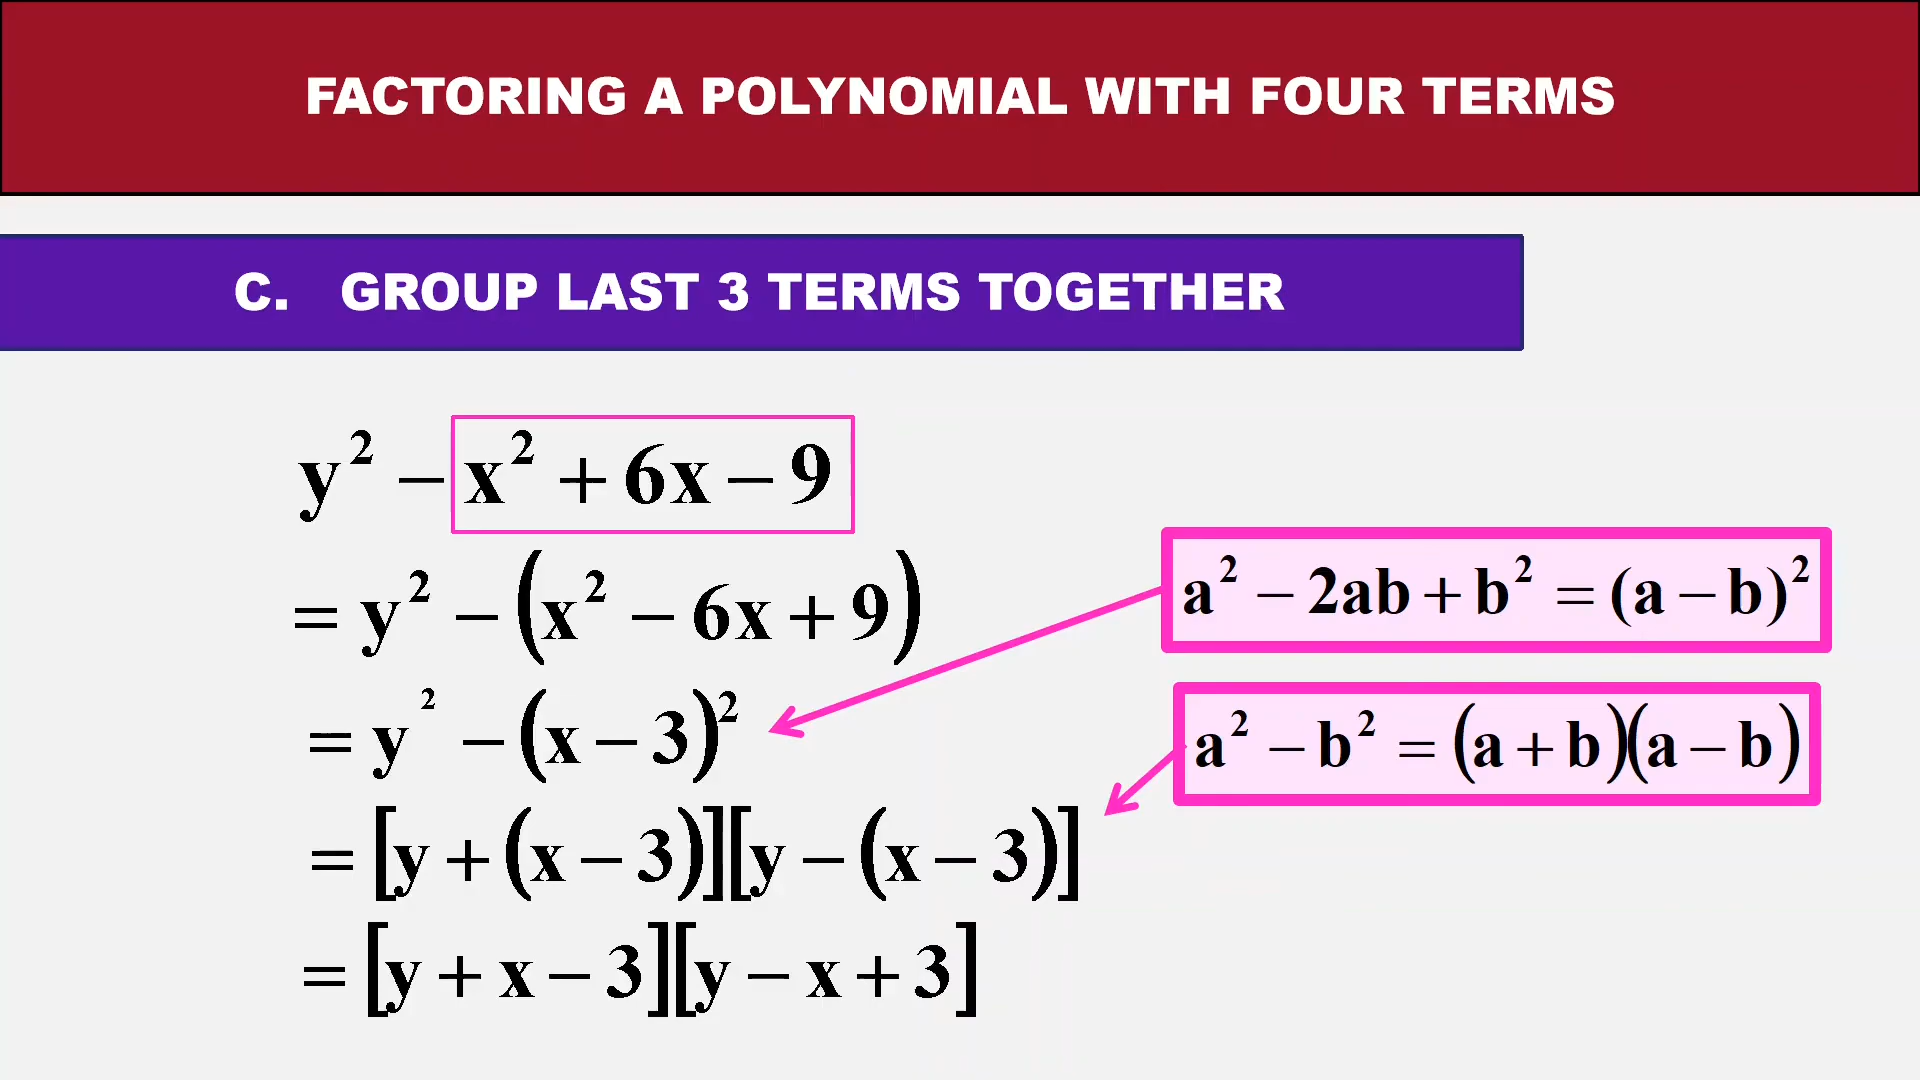 FACTORING A POLYNOMIAL WITH FOUR TERMS
C. GROUP LAST 3 TERMS TOGETHER
y² − x² + 6x − 9
= y² − (x² − 6x + 9)
a² − 2ab + b² = (a − b)²
= y² − (x − 3)²
a² − b² = (a + b)(a − b)
= [y + (x − 3)][y − (x − 3)]
= [y + x − 3][y − x + 3]